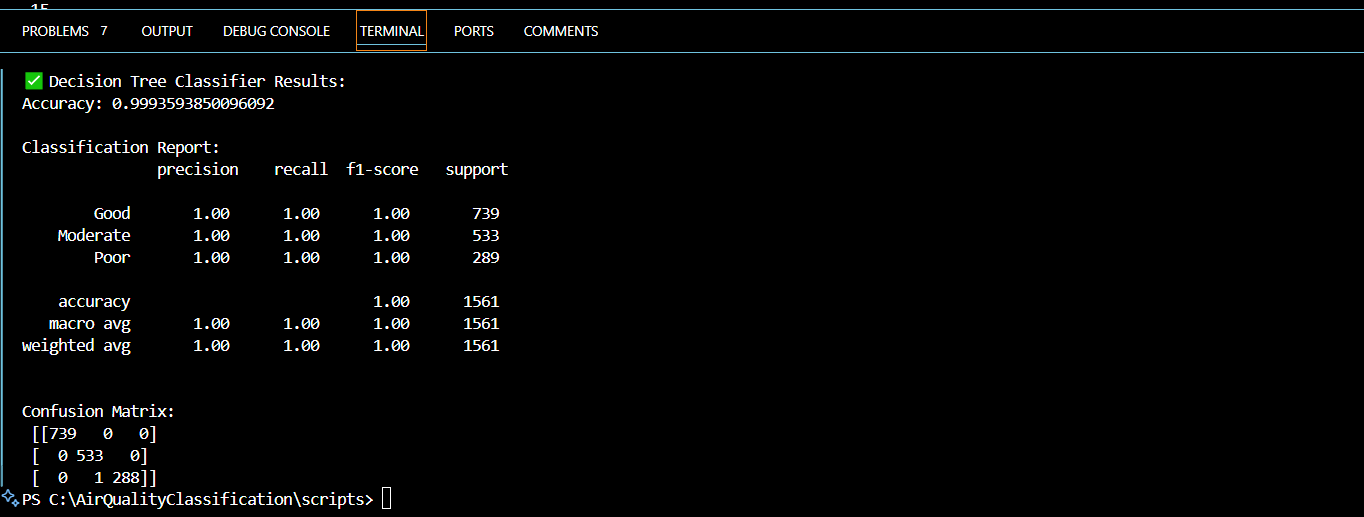 15
PROBLEMS 7 OUTPUT DEBUG CONSOLE TERMINAL PORTS COMMENTS
✅ Decision Tree Classifier Results:
Accuracy: 0.9993593850096092
Classification Report:
precision recall f1-score support
Good 1.00 1.00 1.00 739
Moderate 1.00 1.00 1.00 533
Poor 1.00 1.00 1.00 289
accuracy 1.00 1561
macro avg 1.00 1.00 1.00 1561
weighted avg 1.00 1.00 1.00 1561
Confusion Matrix:
[[739 0 0]
[ 0 533 0]
[ 0 1 288]]
PS C:\AirQualityClassification\scripts>